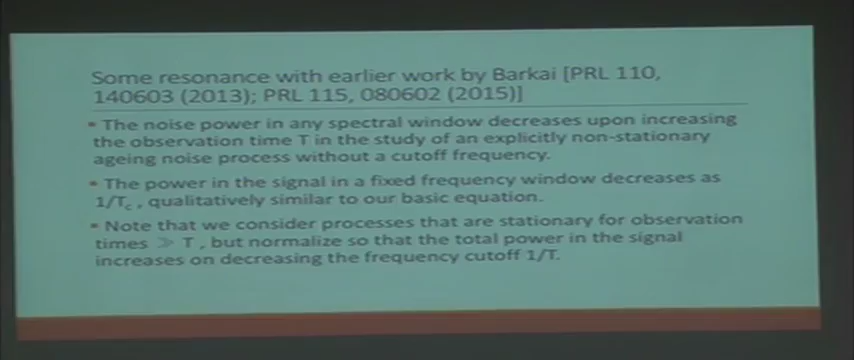 Some resonance with earlier work by Barkai [PRL 110,
140603 (2013); PRL 115, 080602 (2015)]
▪ The noise power in any spectral window decreases upon increasing
the observation time T in the study of an explicitly non-stationary
ageing noise process without a cutoff frequency.
▪ The power in the signal in a fixed frequency window decreases as
1/Tc , qualitatively similar to our basic equation.
▪ Note that we consider processes that are stationary for observation
times ≫ T , but normalize so that the total power in the signal
increases on decreasing the frequency cutoff 1/T.